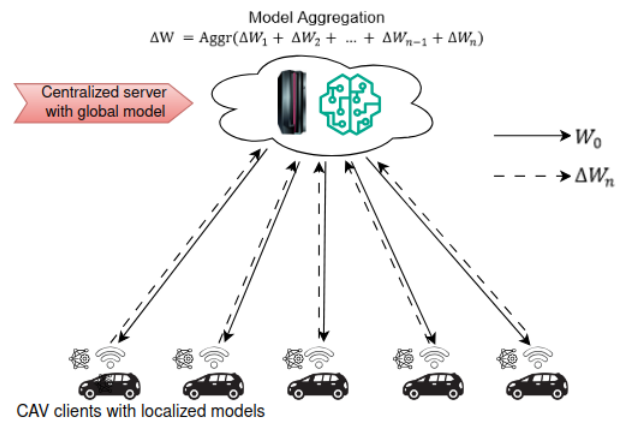 Model Aggregation
ΔW = Aggr(ΔW₁ + ΔW₂ + ... + ΔWₙ₋₁ + ΔWₙ)
Centralized server
with global model
W₀
ΔWₙ
CAV clients with localized models